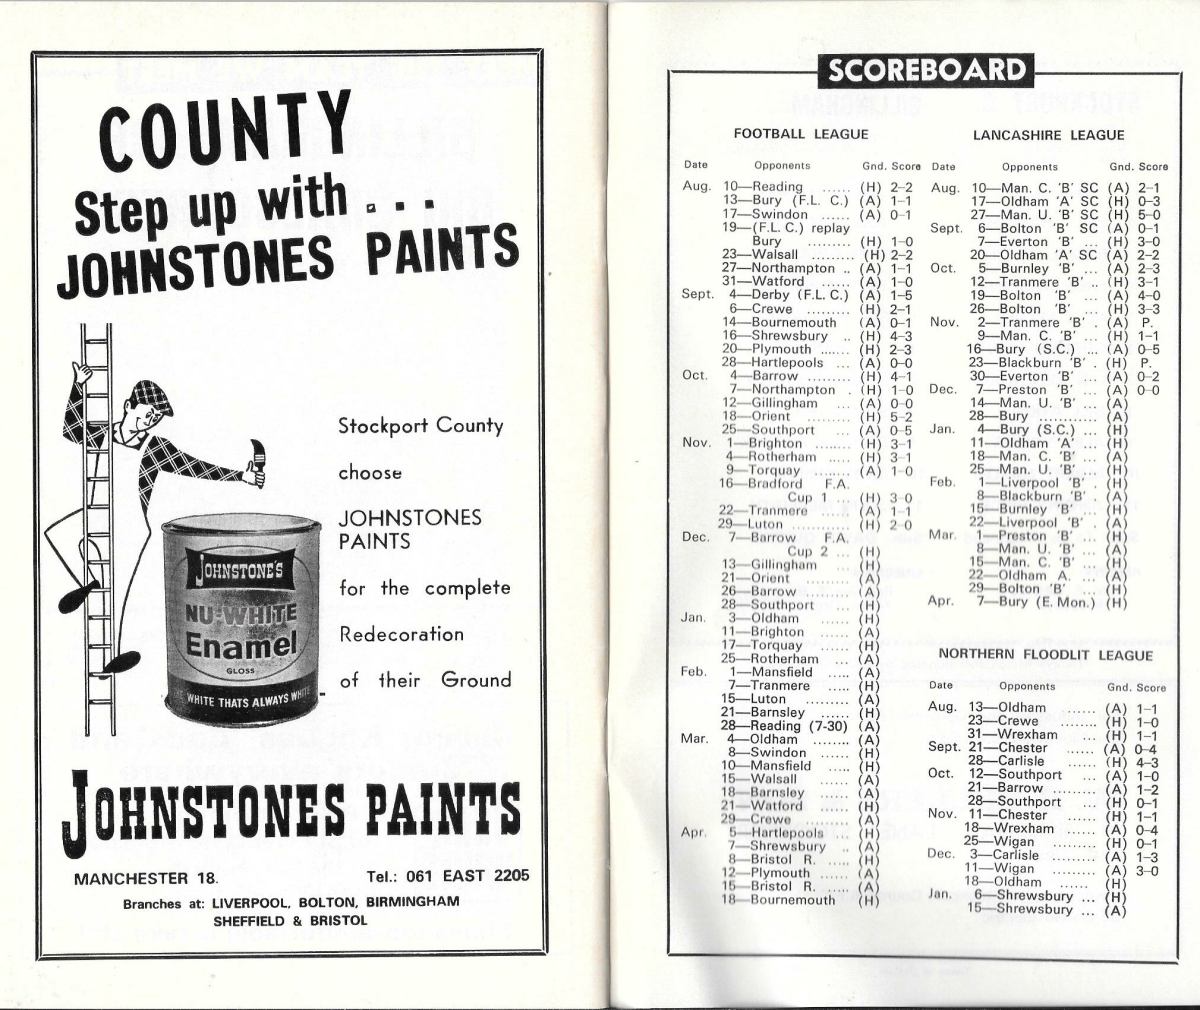 COUNTY
Step up with . . .
JOHNSTONES PAINTS
Stockport County
choose
JOHNSTONES
PAINTS
for the complete
Redecoration
of their Ground
JOHNSTONE'S
NU-WHITE
Enamel
GLOSS
THE WHITE THATS ALWAYS WHITE
JOHNSTONES PAINTS
MANCHESTER 18. Tel.: 061 EAST 2205
Branches at: LIVERPOOL, BOLTON, BIRMINGHAM
SHEFFIELD & BRISTOL
SCOREBOARD
FOOTBALL LEAGUE
Date Opponents Gnd. Score
Aug. 10—Reading ...... (H) 2–2
13—Bury (F.L. C.) (A) 1–1
17—Swindon ...... (A) 0–1
19—(F.L. C.) replay
Bury ......... (H) 1–0
23—Walsall ......... (H) 2–2
27—Northampton .. (A) 1–1
31—Watford ...... (A) 1–0
Sept. 4—Derby (F.L.C.) (A) 1–5
6—Crewe ......... (H) 2–1
14—Bournemouth (A) 0–1
16—Shrewsbury .. (H) 4–3
20—Plymouth ...... (H) 2–3
28—Hartlepools ... (A) 0–0
Oct. 4—Barrow ......... (H) 4–1
7—Northampton . (H) 1–0
12—Gillingham ... (A) 0–0
18—Orient ......... (H) 5–2
25—Southport ... (A) 0–5
Nov. 1—Brighton ........ (H) 3–1
4—Rotherham ..... (H) 3–1
9—Torquay ........ (A) 1–0
16—Bradford F.A.
Cup 1 ... (H) 3–0
22—Tranmere ..... (A) 1–1
29—Luton ............ (H) 2–0
Dec. 7—Barrow F.A.
Cup 2 ... (H)
13—Gillingham ... (H)
21—Orient ......... (A)
26—Barrow ......... (A)
28—Southport ... (H)
Jan. 3—Oldham ...... (H)
11—Brighton ...... (A)
17—Torquay ...... (H)
25—Rotherham ... (A)
Feb. 1—Mansfield ..... (A)
7—Tranmere ..... (H)
15—Luton ............ (A)
21—Barnsley ...... (H)
28—Reading (7-30) (A)
Mar. 4—Oldham ........ (A)
8—Swindon ...... (H)
10—Mansfield ..... (H)
15—Walsall ...... (A)
18—Barnsley ...... (A)
21—Watford ...... (H)
29—Crewe ......... (A)
Apr. 5—Hartlepools (H)
7—Shrewsbury .. (A)
8—Bristol R. ..... (H)
12—Plymouth ...... (A)
15—Bristol R. ..... (A)
18—Bournemouth (H)
LANCASHIRE LEAGUE
Date Opponents Gnd. Score
Aug. 10—Man. C. 'B' SC (A) 2–1
17—Oldham 'A' SC (H) 0–3
27—Man. U. 'B' SC (H) 5–0
Sept. 6—Bolton 'B' SC (A) 0–1
7—Everton 'B' ... (H) 3–0
20—Oldham 'A' SC (A) 2–2
Oct. 5—Burnley 'B' ... (A) 2–3
12—Tranmere 'B' .. (H) 3–1
19—Bolton 'B' ... (A) 4–0
26—Bolton 'B' ... (H) 3–3
Nov. 2—Tranmere 'B' . (A) P.
9—Man. C. 'B' ... (H) 1–1
16—Bury (S.C.) ... (A) 0–5
23—Blackburn 'B' . (H) P.
30—Everton 'B' ... (A) 0–2
Dec. 7—Preston 'B' ... (A) 0–0
14—Man. U. 'B' ... (A)
28—Bury ............ (A)
Jan. 4—Bury (S.C.) ... (H)
11—Oldham 'A' ... (H)
18—Man. C. 'B' ... (A)
25—Man. U. 'B' ... (H)
Feb. 1—Liverpool 'B' . (H)
8—Blackburn 'B' . (A)
15—Burnley 'B' ... (H)
22—Liverpool 'B' . (A)
Mar. 1—Preston 'B' ... (H)
8—Man. U. 'B' ... (A)
15—Man. C. 'B' ... (H)
22—Oldham A. ... (A)
29—Bolton 'B' ... (H)
Apr. 7—Bury (E. Mon.) (H)
NORTHERN FLOODLIT LEAGUE
Date Opponents Gnd. Score
Aug. 13—Oldham ...... (A) 1–1
23—Crewe ......... (H) 1–0
31—Wrexham ...... (H) 1–1
Sept. 21—Chester ...... (A) 0–4
28—Carlisle ......... (H) 4–3
Oct. 12—Southport ... (A) 1–0
21—Barrow ......... (A) 1–2
28—Southport ... (H) 0–1
Nov. 11—Chester ...... (H) 1–1
18—Wrexham ...... (A) 0–4
25—Wigan ......... (H) 0–1
Dec. 3—Carlisle ......... (A) 1–3
11—Wigan ......... (A) 3–0
18—Oldham ...... (H)
Jan. 6—Shrewsbury ... (H)
15—Shrewsbury ... (A)